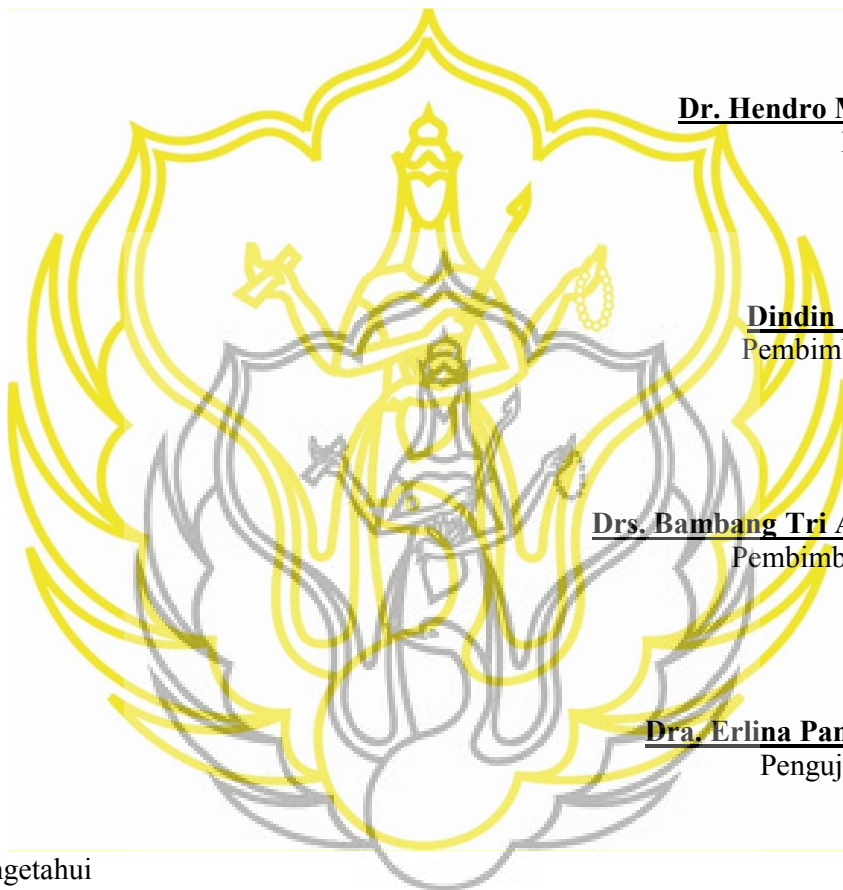 Dr. Hendro
Dindin
Pembimb
Drs. Bambang Tri
Pembimb
Dra. Erlina Pan
Penguj
ngetahui